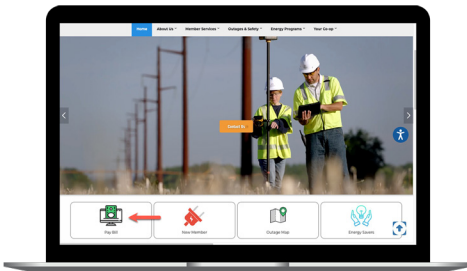 Home About Us Member Services Outages & Safety Energy Programs Your Co-op
Contact Us
Pay Bill New Member Outage Map Energy Savers